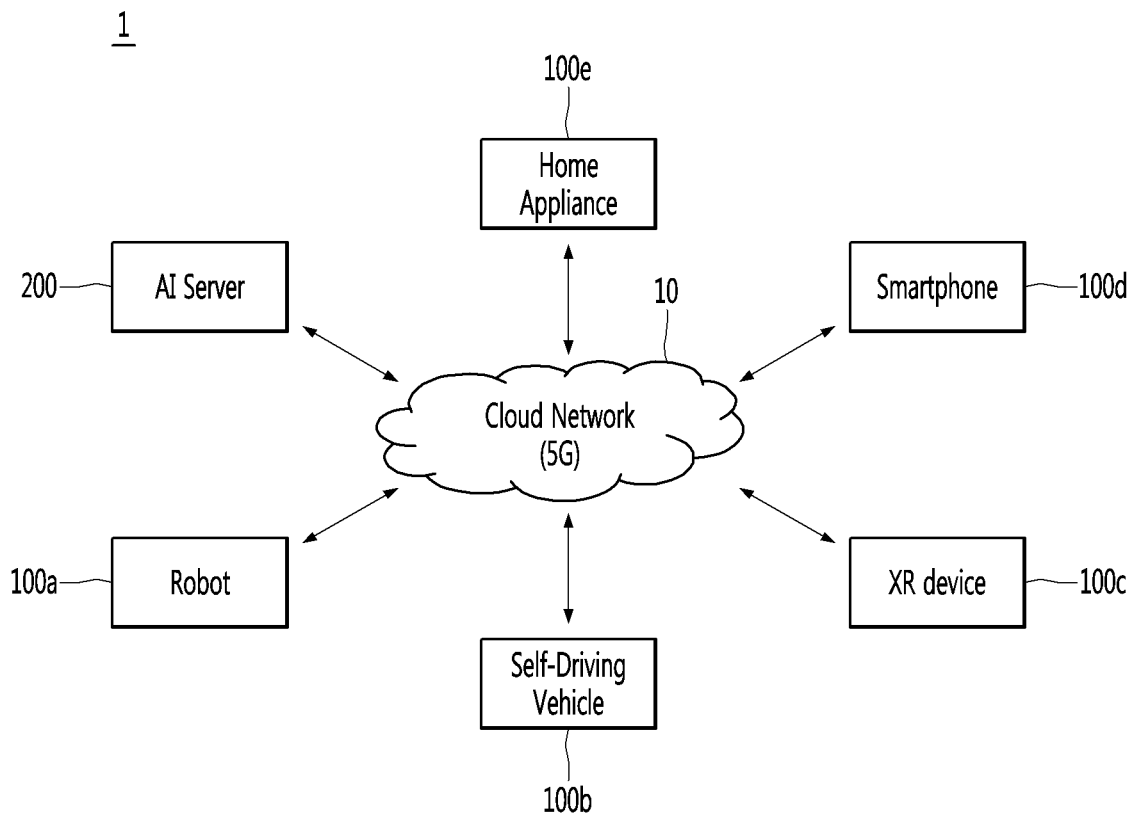 1
100e
Home
Appliance
200
AI Server
10
Smartphone
100d
Cloud Network
(5G)
100a
Robot
XR device
100c
Self-Driving
Vehicle
100b